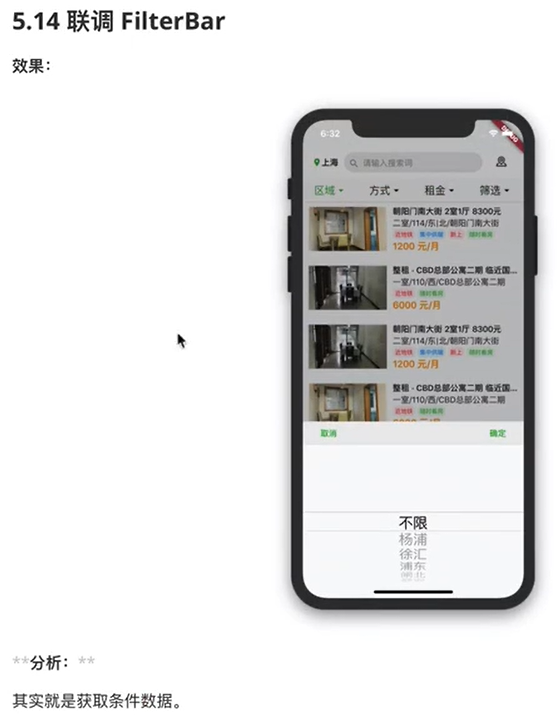 5.14 联调 FilterBar
效果：
6:32
上海
请输入搜索词
区域 方式 租金 筛选
朝阳门南大街 2室1厅 8300元
二室/114/东|北/朝阳门南大街
近地铁 集中供暖 新上 随时看房
1200 元/月
整租 · CBD总部公寓二期 临近国...
一室/110/西/CBD总部公寓二期
近地铁 随时看房
6000 元/月
朝阳门南大街 2室1厅 8300元
二室/114/东|北/朝阳门南大街
近地铁 集中供暖 新上 随时看房
1200 元/月
整租 · CBD总部公寓二期 临近国...
一室/110/西/CBD总部公寓二期
近地铁 随时看房
取消 确定
不限
杨浦
徐汇
浦东
**分析： **
其实就是获取条件数据。